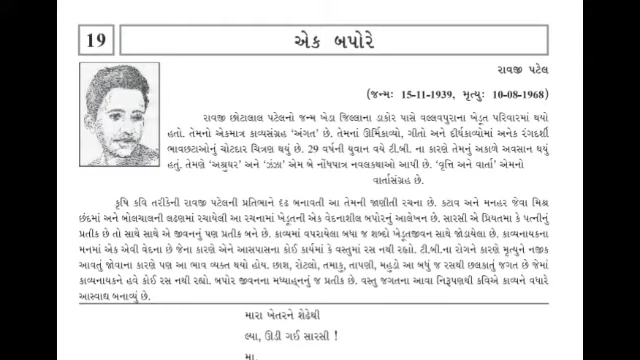 19
એક બપોરે
રાવજી પટેલ
(જન્મઃ 15-11-1939, મૃત્યુઃ 10-08-1968)
રાવજી છોટાલાલ પટેલનો જન્મ ખેડા જિલ્લાના ડાકોર પાસે વલ્લવપુરાના ખેડૂત પરિવારમાં થયો
હતો. તેમનો એકમાત્ર કાવ્યસંગ્રહ ‘અંગત’ છે. તેમનાં ઊર્મિકાવ્યો, ગીતો અને દીર્ઘકાવ્યોમાં અનેક રંગદર્શી
ભાવછટાઓનું ચોટદાર ચિત્રણ થયું છે. 29 વર્ષની યુવાન વયે ટી.બી. ના કારણે તેમનું અકાળે અવસાન થયું
હતું. તેમણે ‘અશ્રુઘર’ અને ‘ઝંઝા’ એમ બે નોંધપાત્ર નવલકથાઓ આપી છે. ‘વૃત્તિ અને વાર્તા’ એમનો
વાર્તાસંગ્રહ છે.
કૃષિ કવિ તરીકેની રાવજી પટેલની પ્રતિભાને દૃઢ બનાવતી આ તેમની જાણીતી રચના છે. કટાવ અને મનહર જેવા મિશ્ર
છંદમાં અને બોલચાલની લઢણમાં રચાયેલી આ રચનામાં ખેડૂતની એક વેદનાશીલ બપોરનું આલેખન છે. સારસી એ પ્રિયતમા કે પત્નીનું
પ્રતીક છે તો સાથે સાથે એ જીવનનું પણ પ્રતીક બને છે. કાવ્યમાં વપરાયેલા બધા જ શબ્દો ખેડૂતજીવન સાથે જોડાયેલા છે. કાવ્યનાયકના
મનમાં એક એવી વેદના છે જેના કારણે એને આસપાસના કોઈ કાર્યમાં કે વસ્તુમાં રસ નથી રહ્યો. ટી.બી.ના રોગને કારણે મૃત્યુને નજીક
આવતું જોવાના કારણે પણ આ ભાવ વ્યક્ત થયો હોય. છાશ, રોટલો, તમાકુ, તાપણી, મહુડો આ બધું જ રસથી છલકાતું જગત છે જેમાં
કાવ્યનાયકને હવે કોઈ રસ નથી રહ્યો. બપોર જીવનના મધ્યાહ્નનું જ પ્રતીક છે. વસ્તુ જગતના આવા નિરૂપણથી કવિએ કાવ્યને વધારે
આસ્વાદ્ય બનાવ્યું છે.
મારા ખેતરને શેઢેથી
લ્યા, ઊડી ગઈ સારસી !
મા,